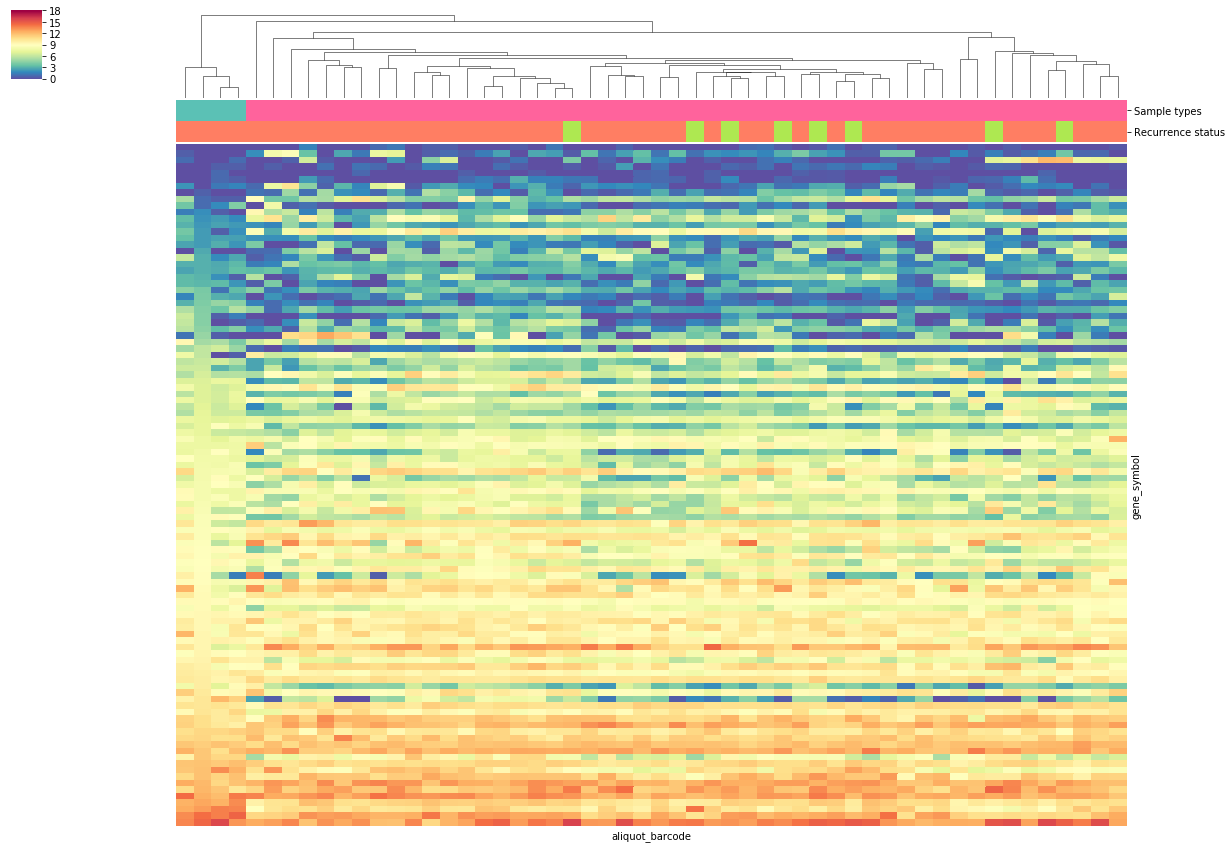 18
15
12
9
6
3
0
Sample types
Recurrence status
gene_symbol
aliquot_barcode